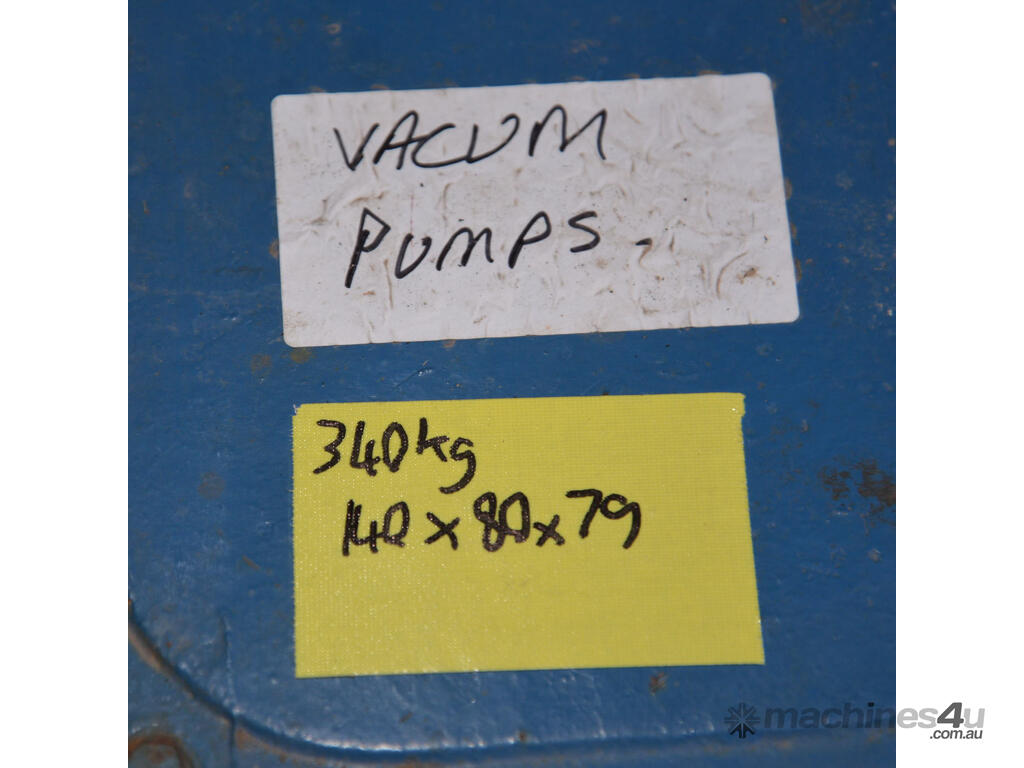 VACUM
PUMPS.
340kg
140 x 80 x 79
machines4u
.com.au